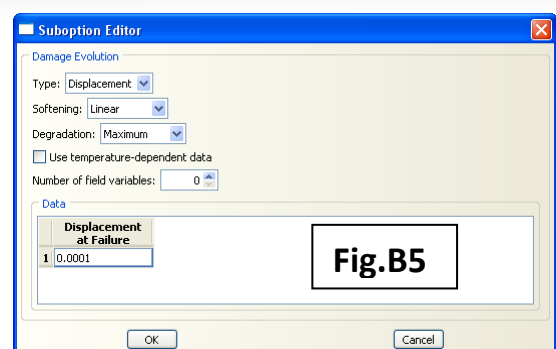 Suboption Editor
Damage Evolution
Type: Displacement
Softening: Linear
Degradation: Maximum
Use temperature-dependent data
Number of field variables: 0
Data
Displacement
at Failure
1 0.0001
Fig.B5
OK Cancel